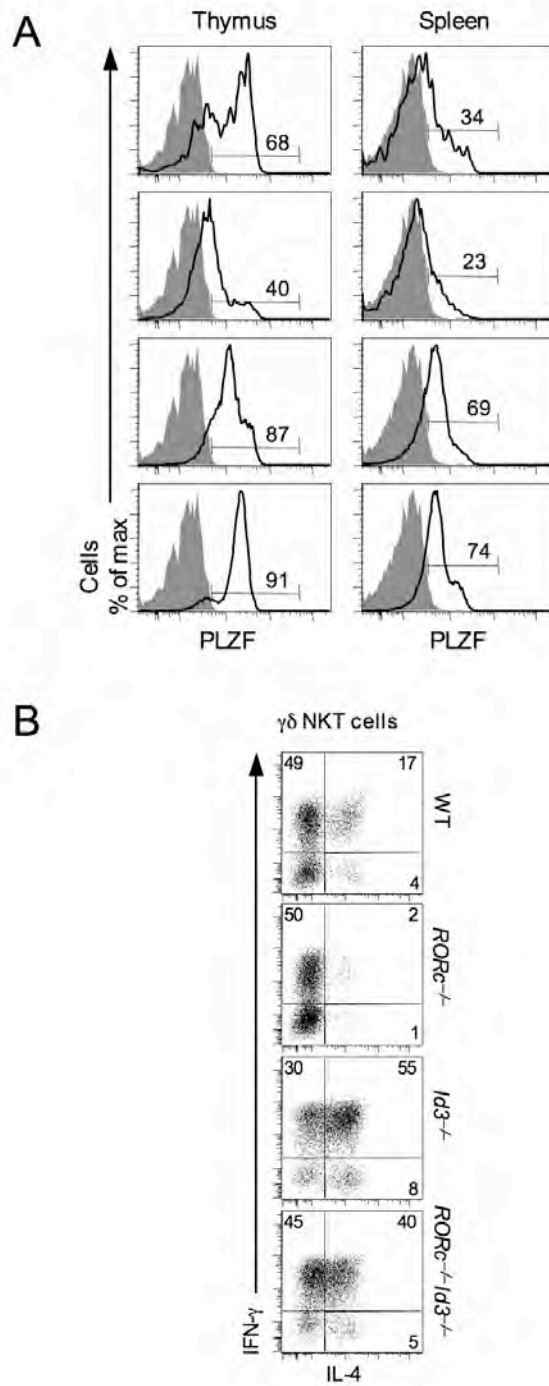 A
Thymus
Spleen
68
34
40
23
87
69
91
74
Cells
% of max
PLZF
PLZF
B
γδ NKT cells
49
17
4
WT
50
2
1
RORc–/–
30
55
8
Id3–/–
45
40
5
RORc–/–Id3–/–
IFN-γ
IL-4